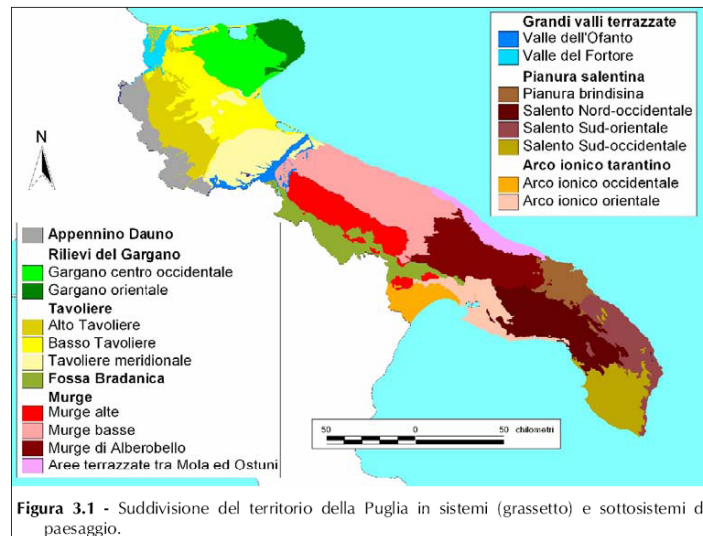 Grandi valli terrazzate
Valle dell'Ofanto
Valle del Fortore
Pianura salentina
Pianura brindisina
Salento Nord-occidentale
Salento Sud-orientale
Salento Sud-occidentale
Arco ionico tarantino
Arco ionico occidentale
Arco ionico orientale
N
Appennino Dauno
Rilievi del Gargano
Gargano centro occidentale
Gargano orientale
Tavoliere
Alto Tavoliere
Basso Tavoliere
Tavoliere meridionale
Fossa Bradanica
Murge
Murge alte
Murge basse
Murge di Alberobello
Aree terrazzate tra Mola ed Ostuni
50 0 50 chilometri
Figura 3.1 - Suddivisione del territorio della Puglia in sistemi (grassetto) e sottosistemi d
paesaggio.